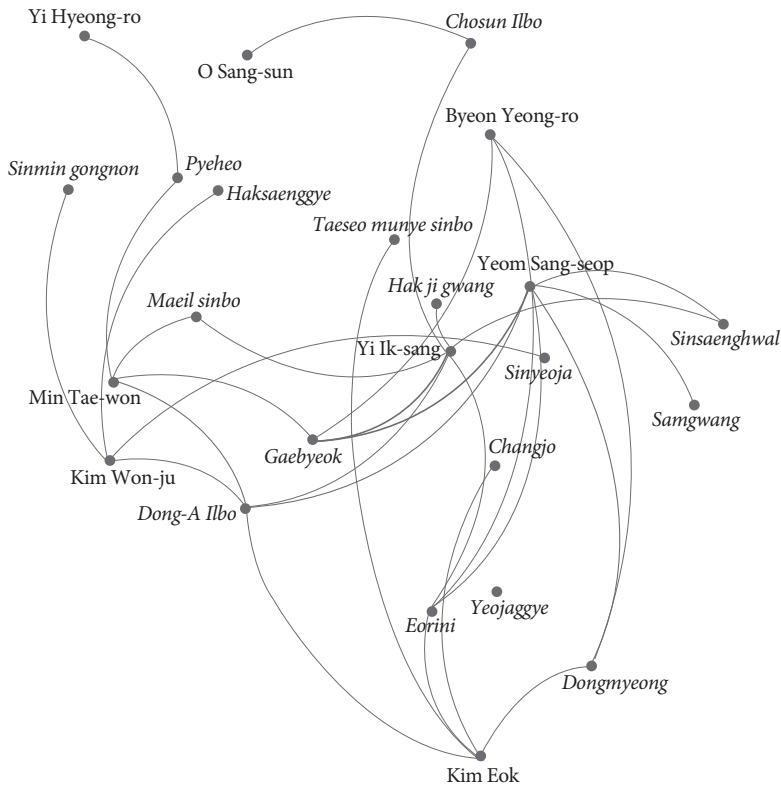 Yi Hyeong-ro
Chosun Ilbo
O Sang-sun
Byeon Yeong-ro
Sinmin gongnon
Pyeheo
Haksaenggye
Taeseo munye sinbo
Yeom Sang-seop
Hak ji gwang
Maeil sinbo
Sinsaenghwal
Yi Ik-sang
Sinyeoja
Min Tae-won
Samgwang
Gaebyeok
Changjo
Kim Won-ju
Dong-A Ilbo
Yeojaggye
Eorini
Dongmyeong
Kim Eok